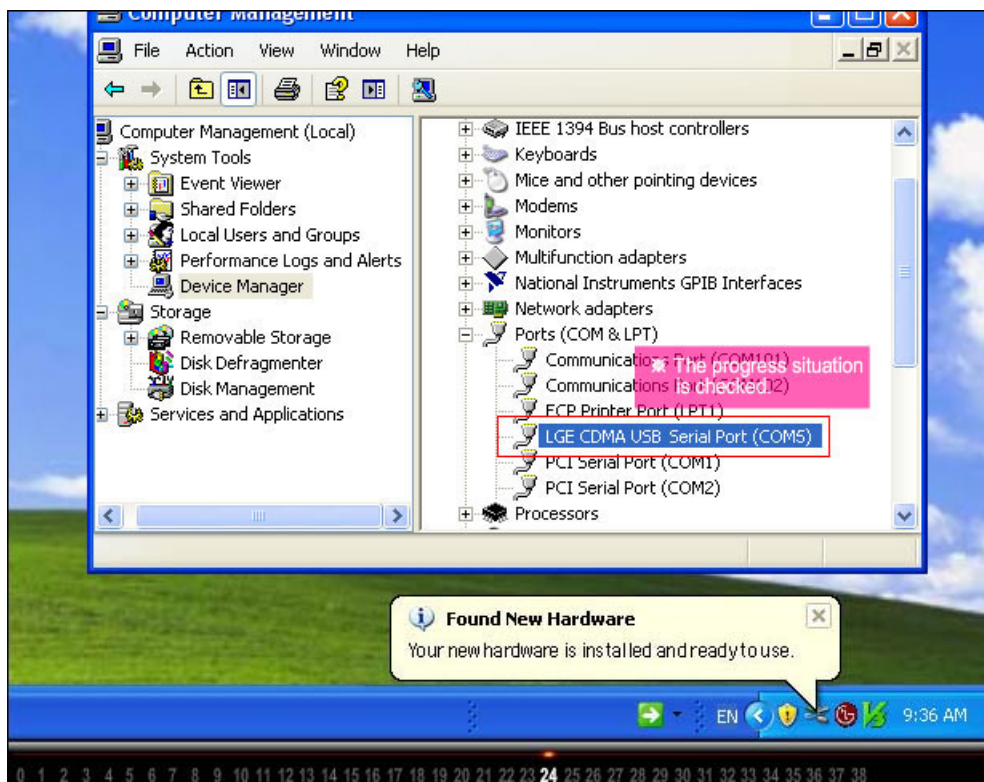 Computer Management
File Action View Window Help
Computer Management (Local)
System Tools
Event Viewer
Shared Folders
Local Users and Groups
Performance Logs and Alerts
Device Manager
Storage
Removable Storage
Disk Defragmenter
Disk Management
Services and Applications
IEEE 1394 Bus host controllers
Keyboards
Mice and other pointing devices
Modems
Monitors
Multifunction adapters
National Instruments GPIB Interfaces
Network adapters
Ports (COM & LPT)
Communications Port (COM101)
※ The progress situation
is checked.
Communications
ECP Printer Port (LPT1)
LGE CDMA USB Serial Port (COM5)
PCI Serial Port (COM1)
PCI Serial Port (COM2)
Processors
Found New Hardware
Your new hardware is installed and ready to use.
EN 9:36 AM
0 1 2 3 4 5 6 7 8 9 10 11 12 13 14 15 16 17 18 19 20 21 22 23 24 25 26 27 28 29 30 31 32 33 34 35 36 37 38